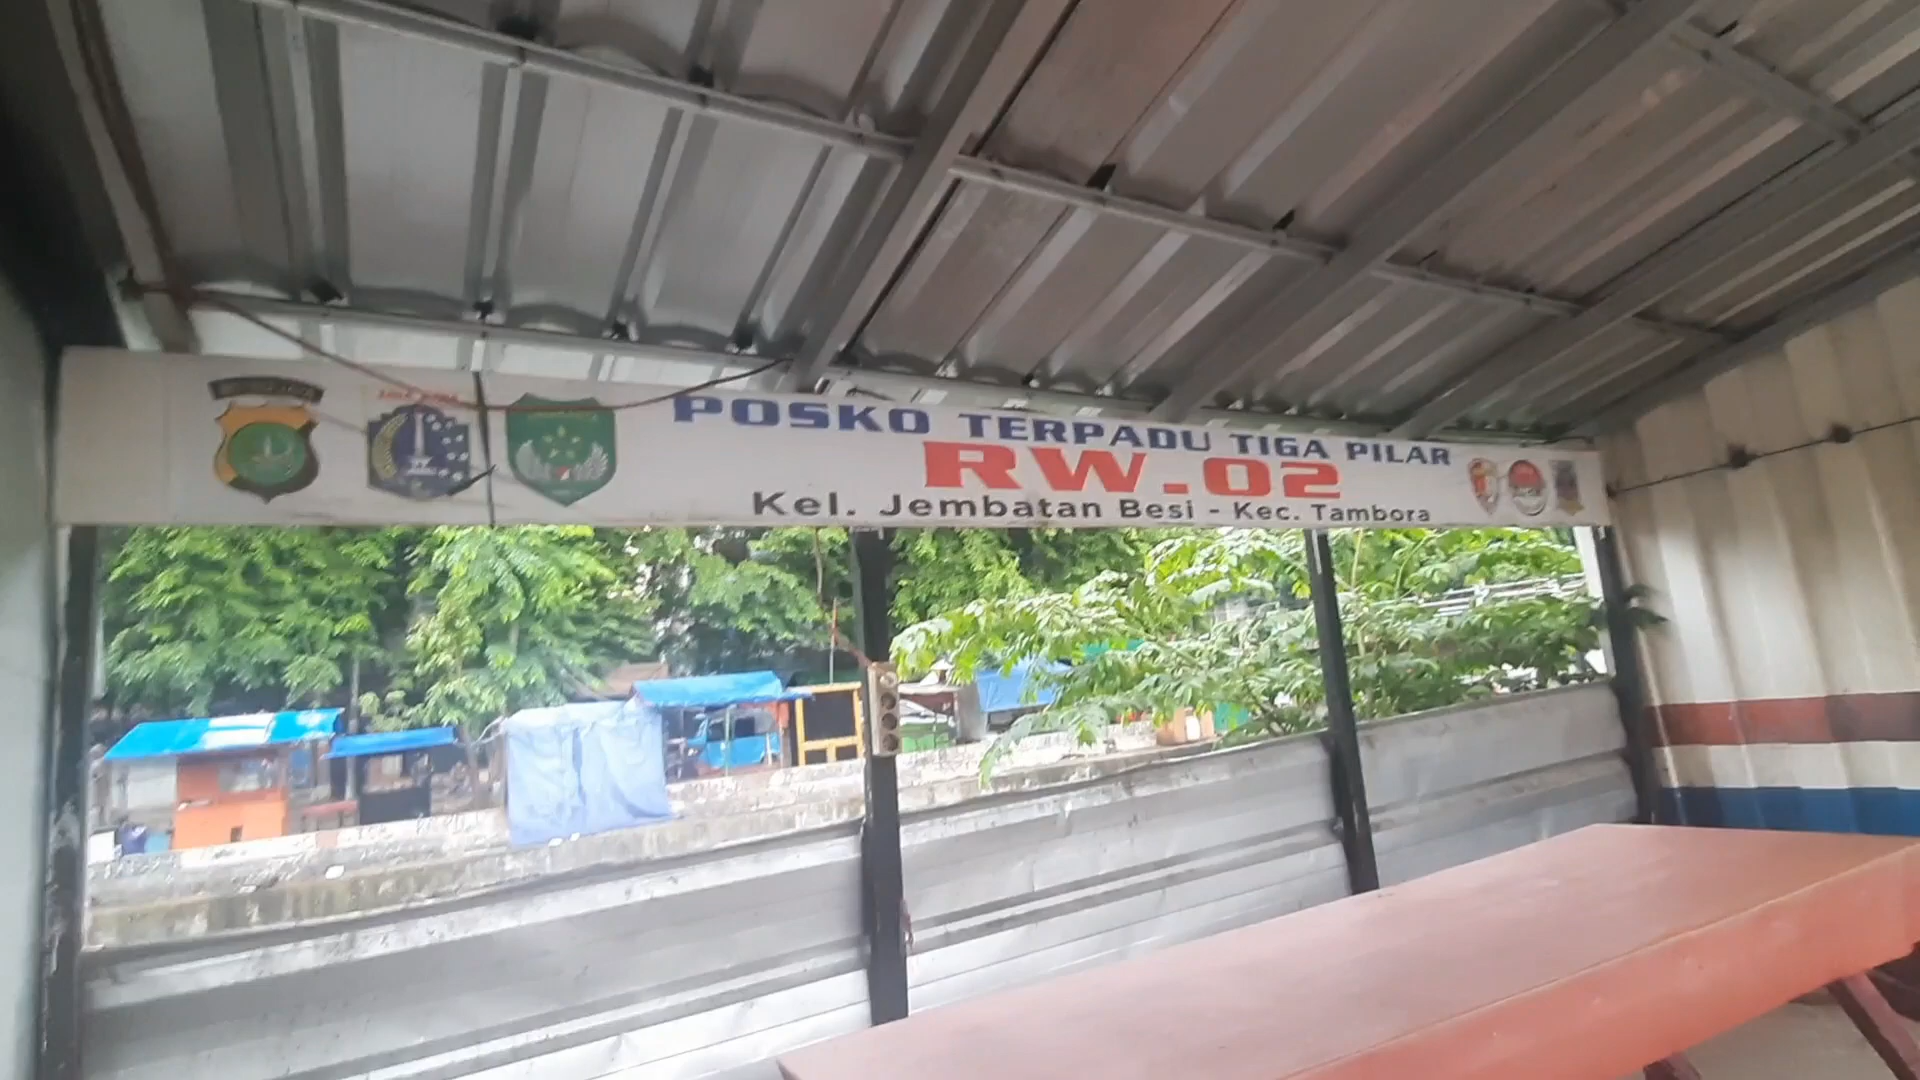 POSKO TERPADU TIGA PILAR
RW.02
Kel. Jembatan Besi - Kec. Tambora